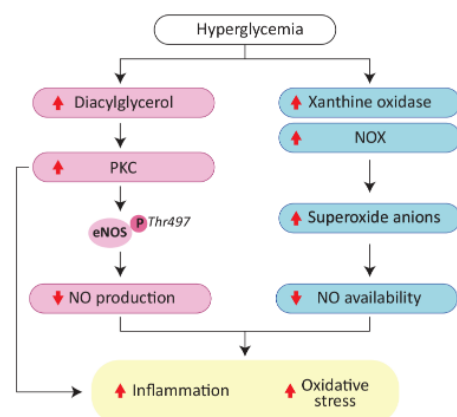 Hyperglycemia
Diacylglycerol
Xanthine oxidase
PKC
NOX
eNOS
P
Thr497
Superoxide anions
NO production
NO availability
Inflammation
Oxidative
stress